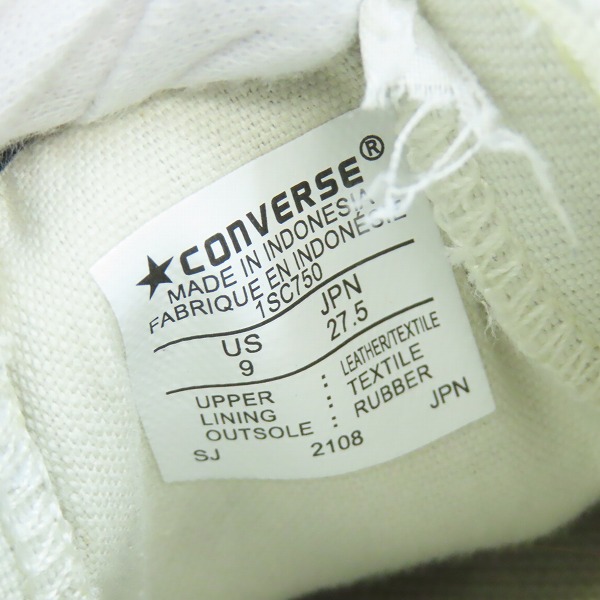 ★CONVERSE®
MADE IN INDONESIA
FABRIQUE EN INDONÉSIE
1SC750
US JPN
9 27.5
UPPER : LEATHER/TEXTILE
LINING : TEXTILE
OUTSOLE : RUBBER
SJ 2108 JPN